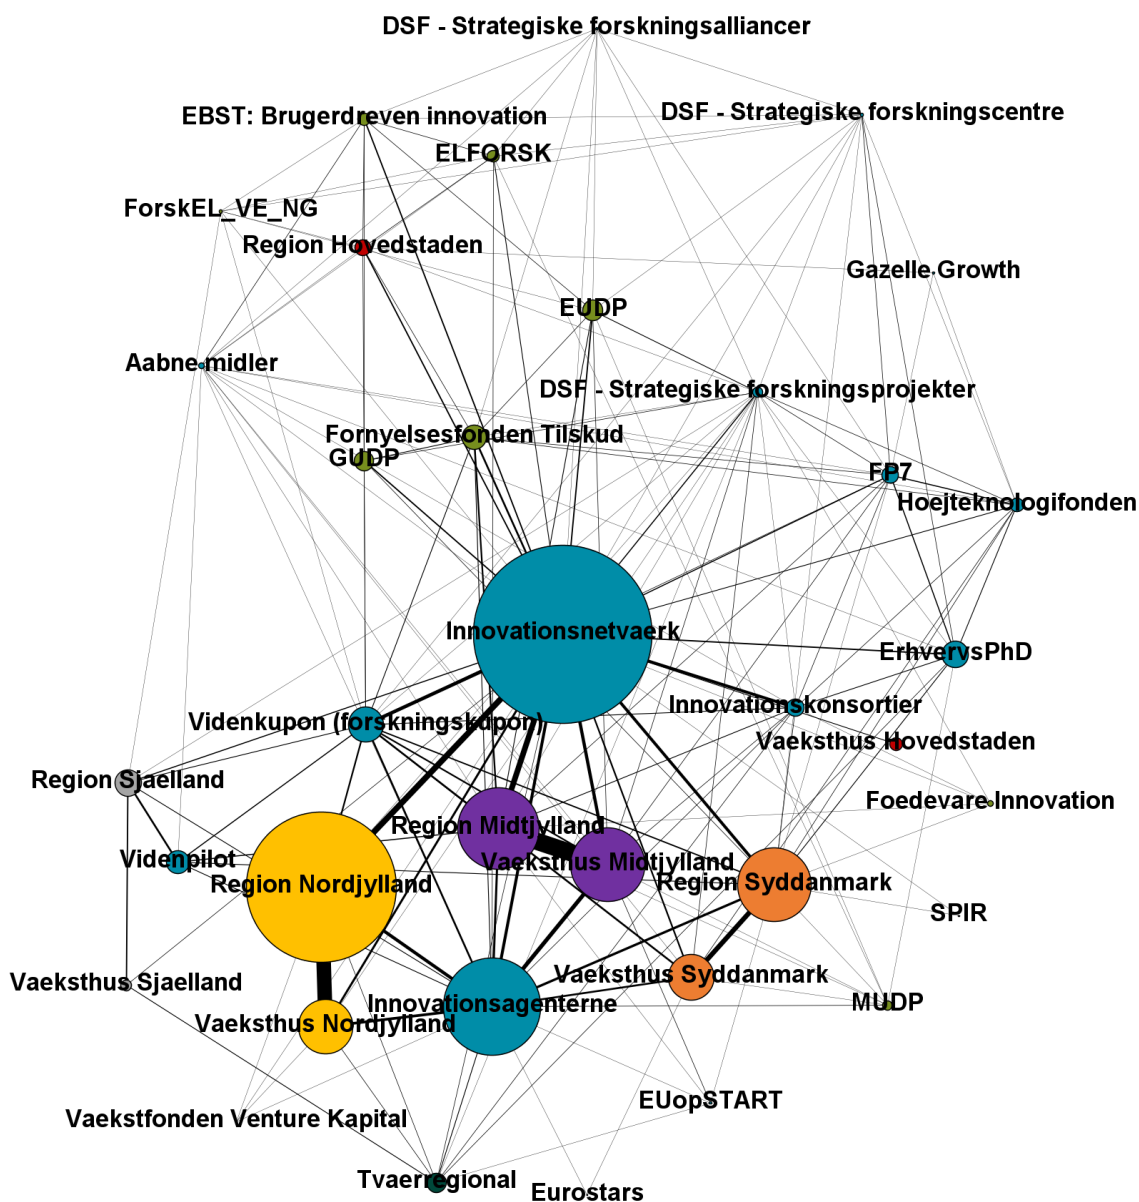 DSF - Strategiske forskningsalliancer
DSF - Strategiske forskningscentre
EBST: Brugerdreven innovation
ELFORSK
ForskEL_VE_NG
Region Hovedstaden
Gazelle Growth
EUDP
Aabne midler
DSF - Strategiske forskningsprojekter
Fornyelsesfonden Tilskud
GUDP
FP7
Hoejteknologifonden
Innovationsnetvaerk
ErhvervsPhD
Innovationskonsortier
Videnkupon (forskningskupon)
Vaeksthus Hovedstaden
Region Sjaelland
Foedevare Innovation
Region Midtjylland
Videnpilot
Vaeksthus Midtjylland
Region Nordjylland
Region Syddanmark
SPIR
Vaeksthus Sjaelland
Vaeksthus Syddanmark
Innovationsagenterne
MUDP
Vaeksthus Nordjylland
EUopSTART
Vaekstfonden Venture Kapital
Tvaerregional
Eurostars